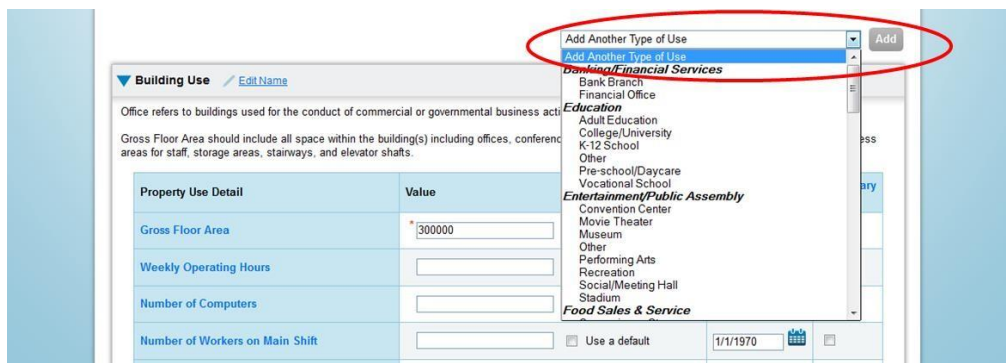 Add Another Type of Use
Add
Add Another Type of Use
Banking/Financial Services
Bank Branch
Financial Office
Education
Adult Education
College/University
K-12 School
Other
Pre-school/Daycare
Vocational School
Entertainment/Public Assembly
Convention Center
Movie Theater
Museum
Other
Performing Arts
Recreation
Social/Meeting Hall
Stadium
Food Sales & Service
Building Use Edit Name
Office refers to buildings used for the conduct of commercial or governmental business acti
Gross Floor Area should include all space within the building(s) including offices, conferenc ess
areas for staff, storage areas, stairways, and elevator shafts.
Property Use Detail Value ary
Gross Floor Area * 300000
Weekly Operating Hours
Number of Computers
Number of Workers on Main Shift Use a default 1/1/1970